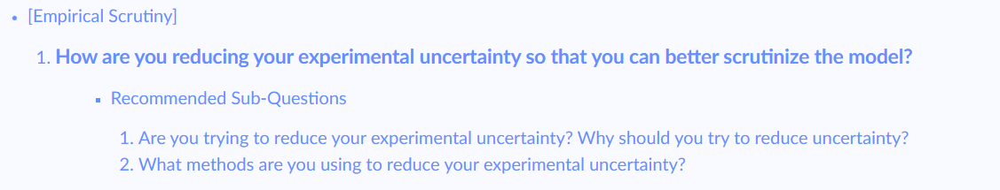 • [Empirical Scrutiny]
1. How are you reducing your experimental uncertainty so that you can better scrutinize the model?
▪ Recommended Sub-Questions
1. Are you trying to reduce your experimental uncertainty? Why should you try to reduce uncertainty?
2. What methods are you using to reduce your experimental uncertainty?